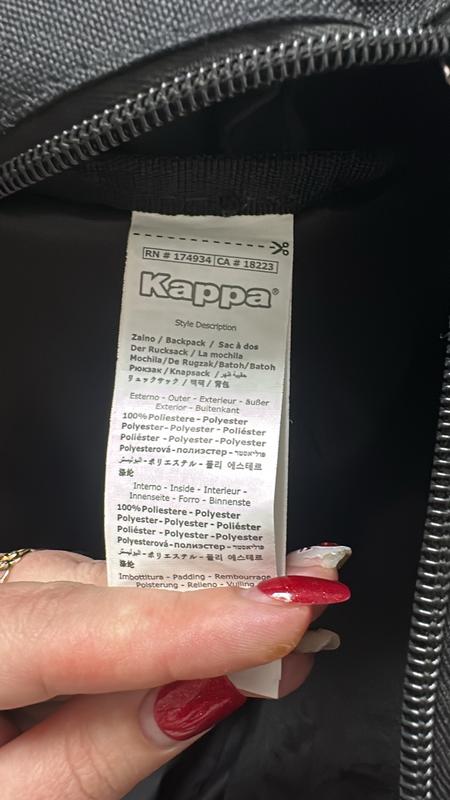 RN # 174934 CA # 18223
Kappa®
Style Description
Zaino / Backpack / Sac à dos
Der Rucksack / La mochila
Mochila/De Rugzak/Batoh/Batoh
Рюкзак / Knapsack / حقيبة ظهر /
リュックサック / 백팩 / 背包
Esterno - Outer - Exterieur - äußer
Exterior - Buitenkant
100% Poliestere - Polyester
Polyester- Polyester - Poliéster
Poliéster - Polyester - Polyester
Polyesterová-полиэстер -פוליאסטר
البوليستر - ポリエステル - 폴리 에스테르
涤纶
Interno - Inside - Interieur -
Innenseite - Forro - Binnenste
100% Poliestere - Polyester
Polyester-Polyester - Poliéster
Poliéster - Polyester - Polyester
Polyesterová-полиэстер -פוליאסטר
البوليستر - ポリエステル - 폴리 에스테르
涤纶
Imbottitura - Padding - Rembourrage
Polsterung - Relleno - Vulling